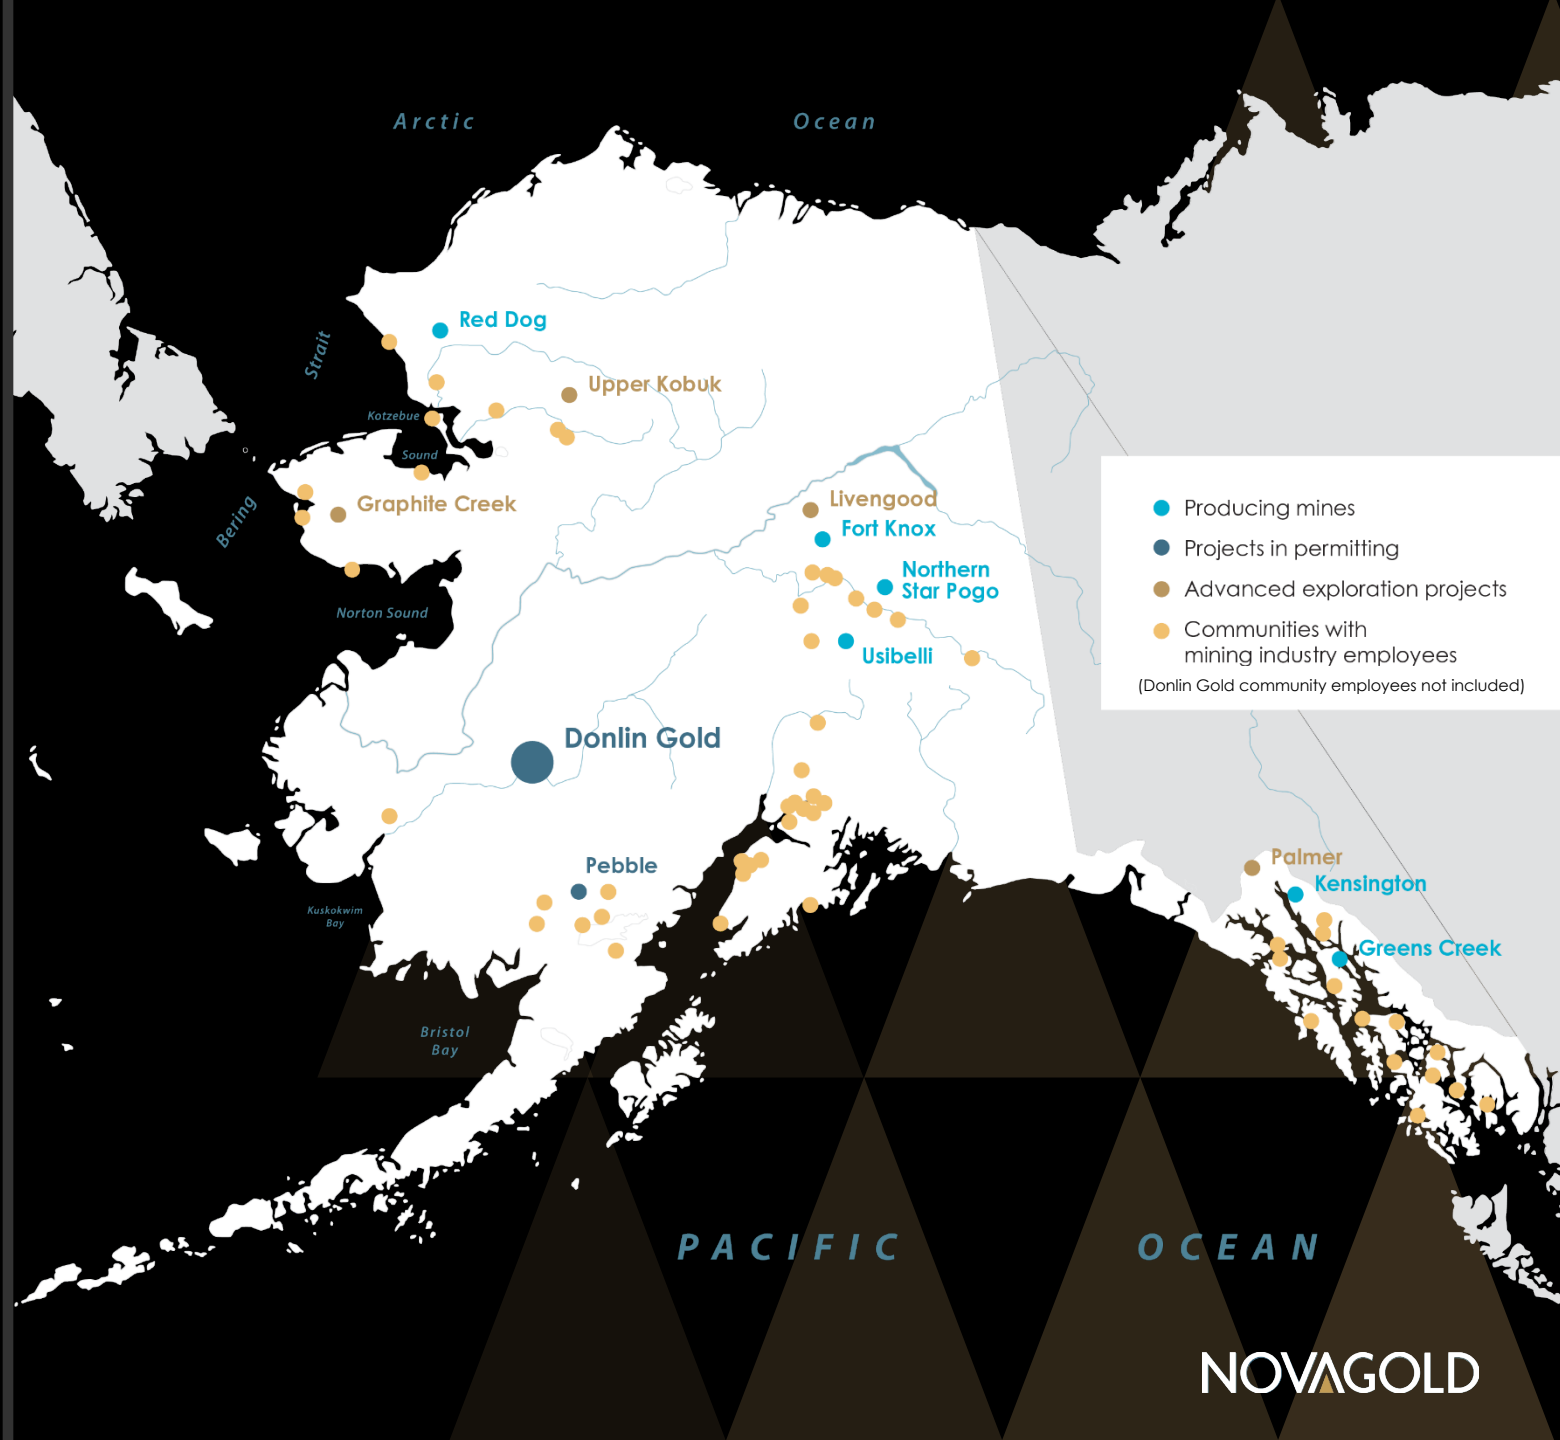 Arctic Ocean
Red Dog
Strait
Upper Kobuk
Kotzebue
Sound
Graphite Creek
Bering
Livengood
Fort Knox
Northern
Star Pogo
Usibelli
Norton Sound
Producing mines
Projects in permitting
Advanced exploration projects
Communities with
mining industry employees
(Donlin Gold community employees not included)
Donlin Gold
Pebble
Palmer
Kensington
Greens Creek
Kuskokwim
Bay
Bristol
Bay
PACIFIC OCEAN
NOVAGOLD